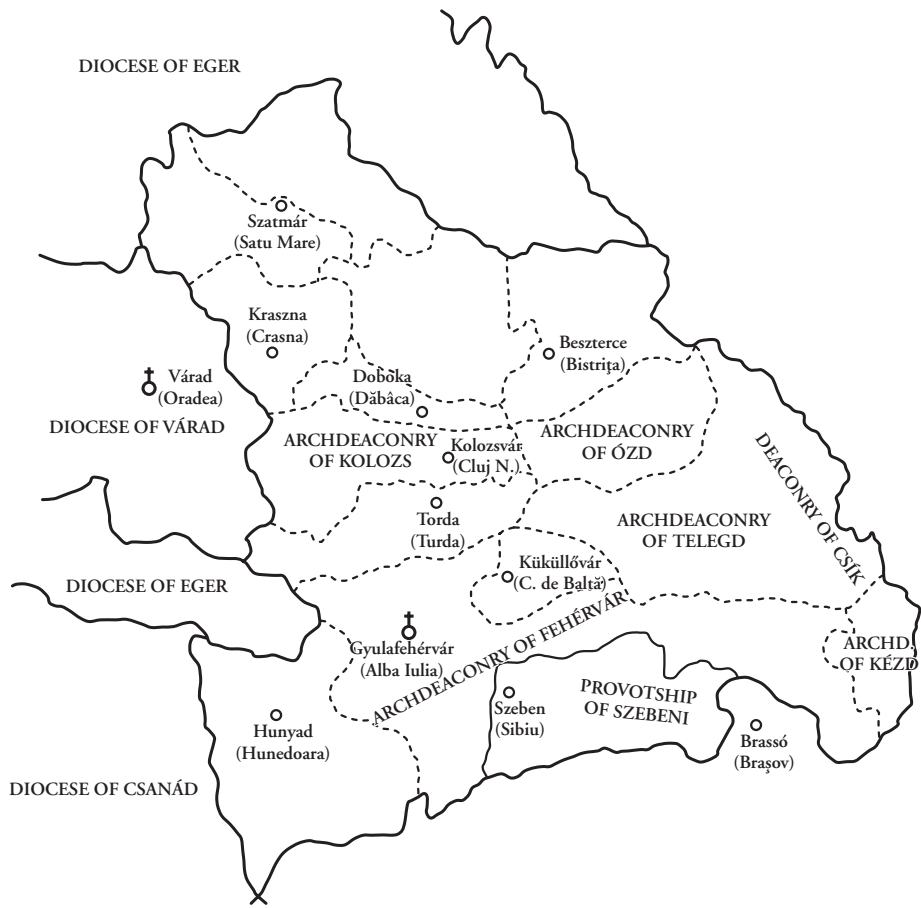 DIOCESE OF EGER
Szatmár
(Satu Mare)
Kraszna
(Crasna)
Beszterce
(Bistrița)
Várad
(Oradea)
Doboka
(Dăbâca)
DIOCESE OF VÁRAD
ARCHDEACONRY
OF KOLOZS
Kolozsvár
(Cluj N.)
ARCHDEACONRY
OF ÓZD
DEACONRY OF CSÍK
Torda
(Turda)
ARCHDEACONRY
OF TELEGD
DIOCESE OF EGER
Küküllővár
(C. de Baltă)
Gyulafehérvár
(Alba Iulia)
ARCHDEACONRY OF FEHÉRVÁR
ARCHD.
OF KÉZD
Hunyad
(Hunedoara)
Szeben
(Sibiu)
PROVOTSHIP
OF SZEBENI
Brassó
(Brașov)
DIOCESE OF CSANÁD